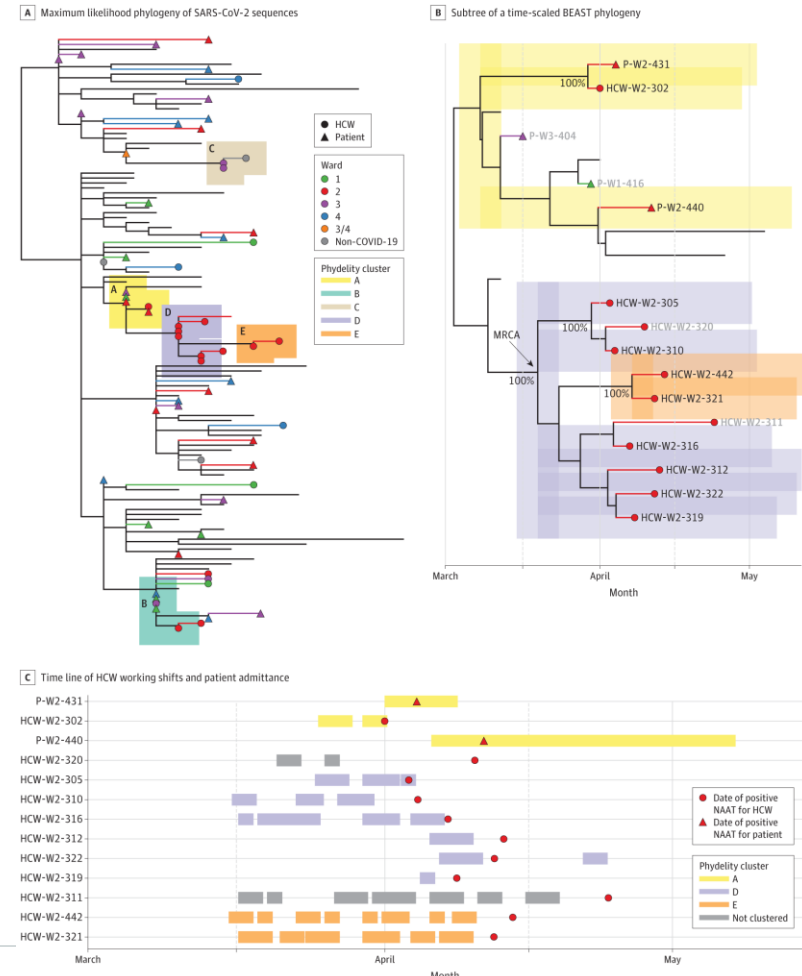 A Maximum likelihood phylogeny of SARS-CoV-2 sequences
HCW
Patient
Ward
1
2
3
4
3/4
Non-COVID-19
Phydelity cluster
A
B
C
D
E
C
A
D
E
B
B Subtree of a time-scaled BEAST phylogeny
P-W2-431
100%
HCW-W2-302
P-W3-404
P-W1-416
P-W2-440
HCW-W2-305
100%
HCW-W2-320
MRCA
HCW-W2-310
100%
HCW-W2-442
100%
HCW-W2-321
HCW-W2-311
HCW-W2-316
HCW-W2-312
HCW-W2-322
HCW-W2-319
March April May
Month
C Time line of HCW working shifts and patient admittance
P-W2-431
HCW-W2-302
P-W2-440
HCW-W2-320
HCW-W2-305
HCW-W2-310
HCW-W2-316
HCW-W2-312
HCW-W2-322
HCW-W2-319
HCW-W2-311
HCW-W2-442
HCW-W2-321
Date of positive
NAAT for HCW
Date of positive
NAAT for patient
Phydelity cluster
A
D
E
Not clustered
March April May
Month